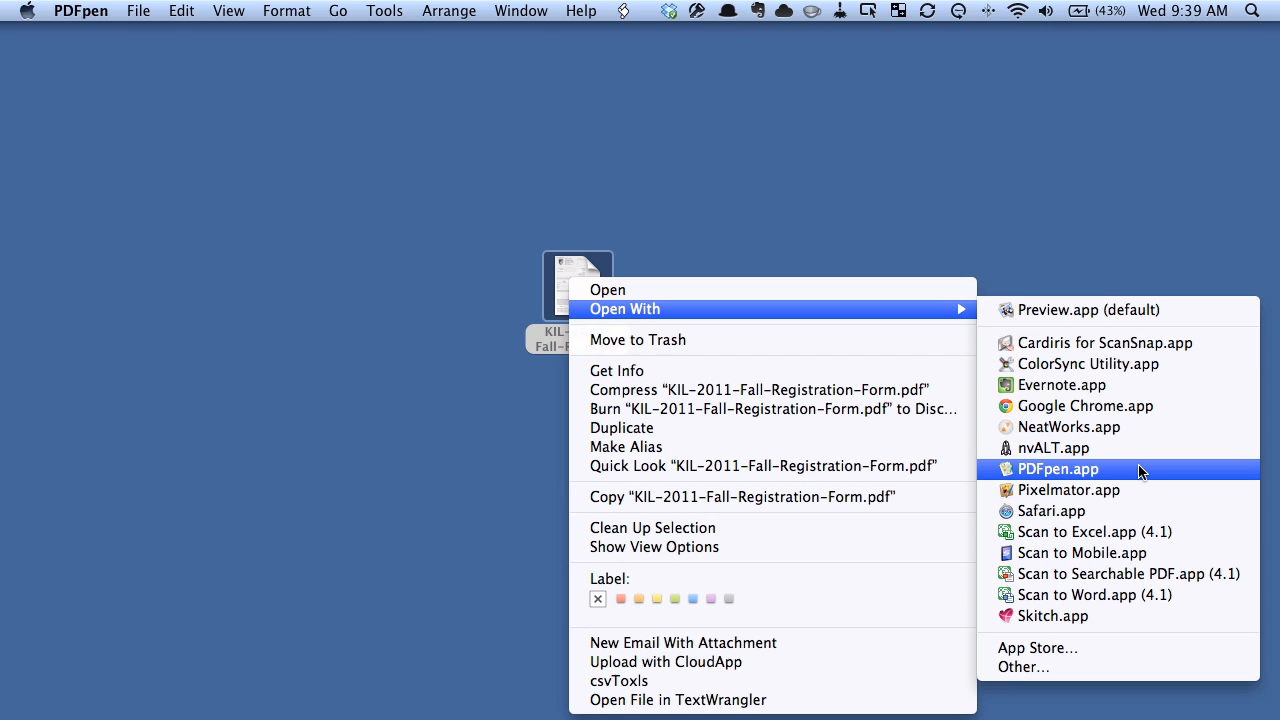 PDFpen File Edit View Format Go Tools Arrange Window Help (43%) Wed 9:39 AM
KIL-
Fall-R
Open
Open With
Move to Trash
Get Info
Compress “KIL-2011-Fall-Registration-Form.pdf”
Burn “KIL-2011-Fall-Registration-Form.pdf” to Disc...
Duplicate
Make Alias
Quick Look “KIL-2011-Fall-Registration-Form.pdf”
Copy “KIL-2011-Fall-Registration-Form.pdf”
Clean Up Selection
Show View Options
Label:
New Email With Attachment
Upload with CloudApp
csvToxls
Open File in TextWrangler
Preview.app (default)
Cardiris for ScanSnap.app
ColorSync Utility.app
Evernote.app
Google Chrome.app
NeatWorks.app
nvALT.app
PDFpen.app
Pixelmator.app
Safari.app
Scan to Excel.app (4.1)
Scan to Mobile.app
Scan to Searchable PDF.app (4.1)
Scan to Word.app (4.1)
Skitch.app
App Store...
Other...